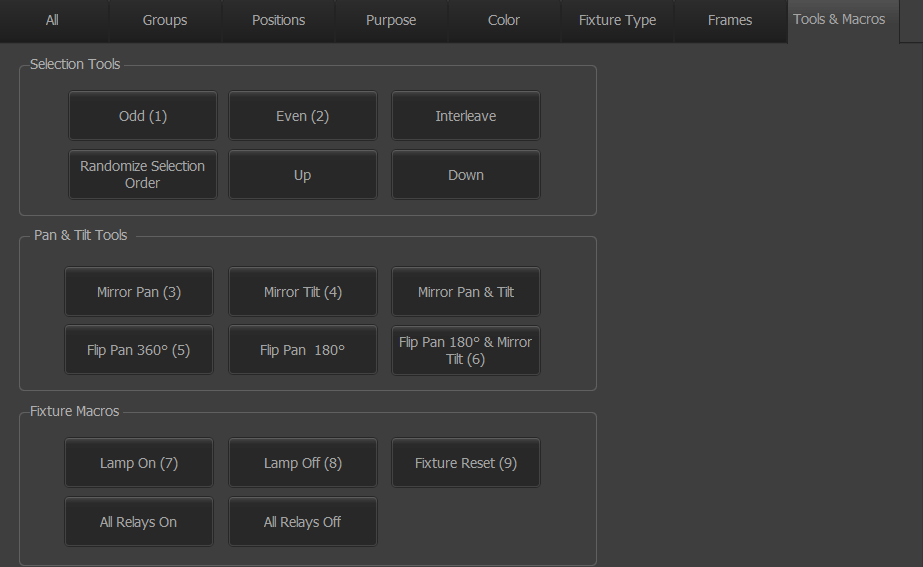 All Groups Positions Purpose Color Fixture Type Frames Tools & Macros
Selection Tools
Odd (1) Even (2) Interleave
Randomize Selection
Order
Up Down
Pan & Tilt Tools
Mirror Pan (3) Mirror Tilt (4) Mirror Pan & Tilt
Flip Pan 360° (5) Flip Pan 180°
Flip Pan 180° & Mirror
Tilt (6)
Fixture Macros
Lamp On (7) Lamp Off (8) Fixture Reset (9)
All Relays On All Relays Off